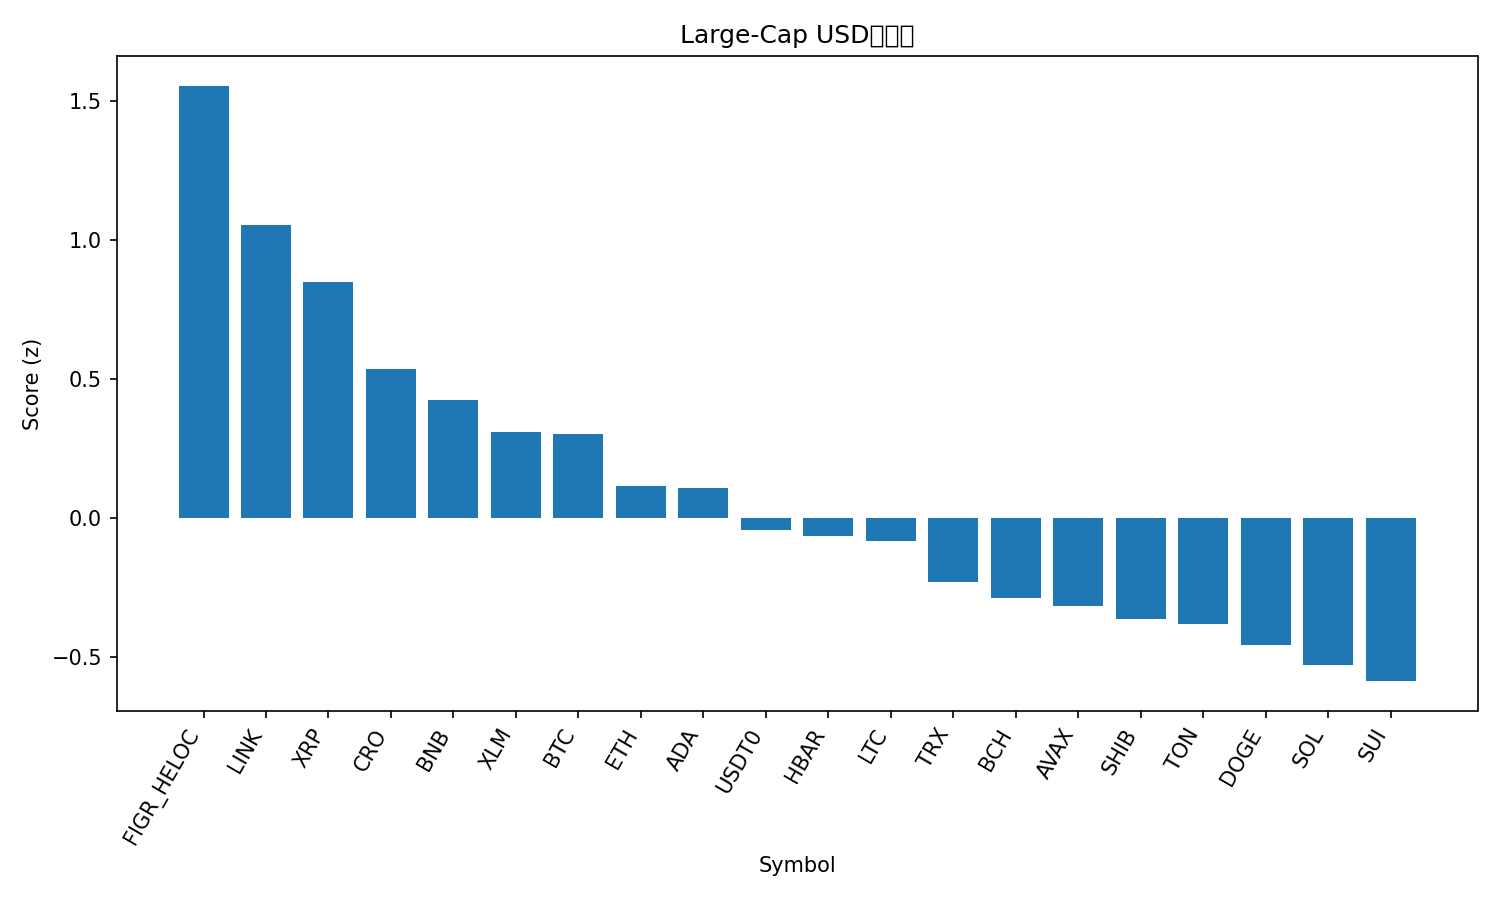 Large-Cap USD
Score (z)
1.5
1.0
0.5
0.0
−0.5
FIGR_HELOC
LINK
XRP
CRO
BNB
XLM
BTC
ETH
ADA
USDT0
HBAR
LTC
TRX
BCH
AVAX
SHIB
TON
DOGE
SOL
SUI
Symbol